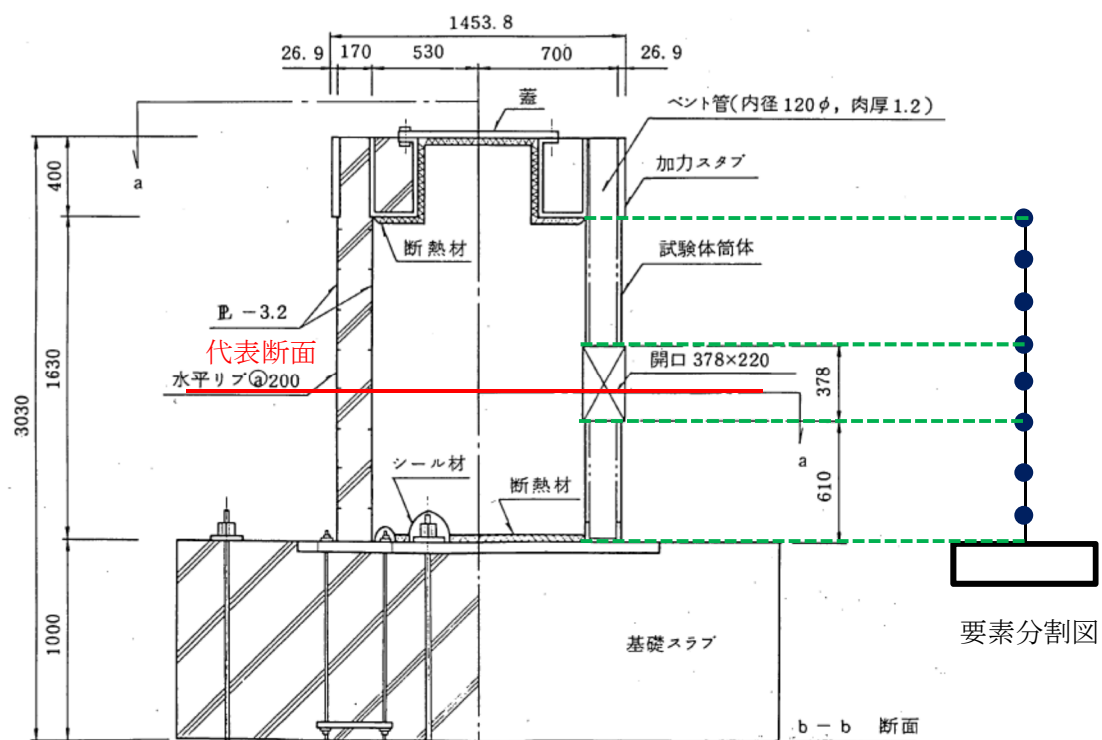 1453.8
26.9 170 530 700 26.9
蓋
ベント管(内径120φ, 肉厚1.2)
a
400
加力スタブ
断熱材
試験体筒体
PL －3.2
代表断面
水平リブⓐ200
開口 378×220
378
1630
3030
a
シール材
断熱材
610
1000
基礎スラブ
要素分割図
b － b 断面